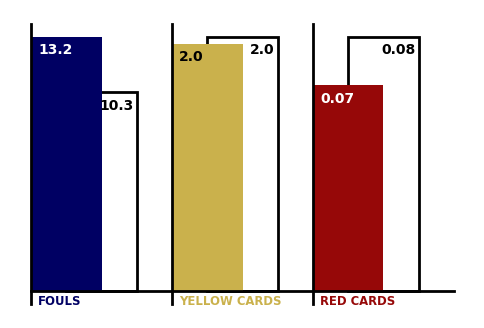 13.2
10.3
2.0
2.0
0.07
0.08
FOULS
YELLOW CARDS
RED CARDS